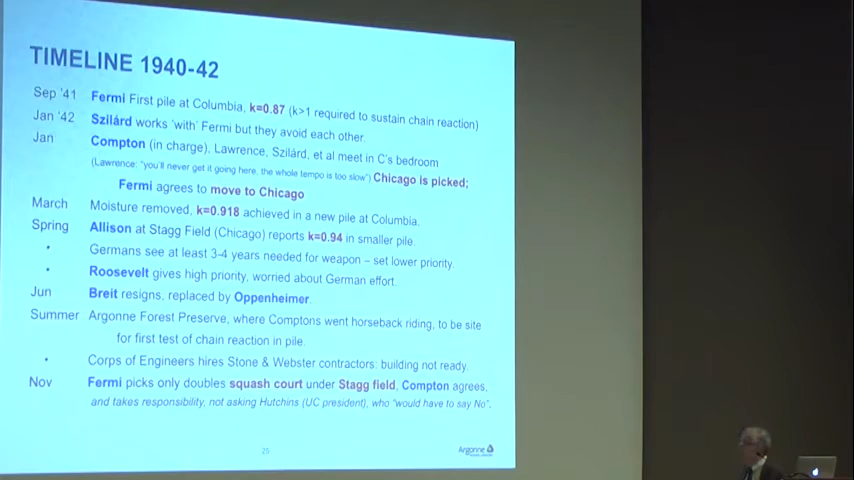 TIMELINE 1940-42
Sep '41 Fermi First pile at Columbia, k=0.87 (k>1 required to sustain chain reaction)
Jan '42 Szilárd works 'with' Fermi but they avoid each other.
Jan Compton (in charge), Lawrence, Szilárd, et al meet in C's bedroom
(Lawrence: "you'll never get it going here, the whole tempo is too slow") Chicago is picked;
Fermi agrees to move to Chicago
March Moisture removed, k=0.918 achieved in a new pile at Columbia.
Spring Allison at Stagg Field (Chicago) reports k=0.94 in smaller pile.
• Germans see at least 3-4 years needed for weapon – set lower priority.
• Roosevelt gives high priority, worried about German effort.
Jun Breit resigns, replaced by Oppenheimer.
Summer Argonne Forest Preserve, where Comptons went horseback riding, to be site
for first test of chain reaction in pile.
• Corps of Engineers hires Stone & Webster contractors: building not ready.
Nov Fermi picks only doubles squash court under Stagg field, Compton agrees,
and takes responsibility, not asking Hutchins (UC president), who "would have to say No".
Argonne